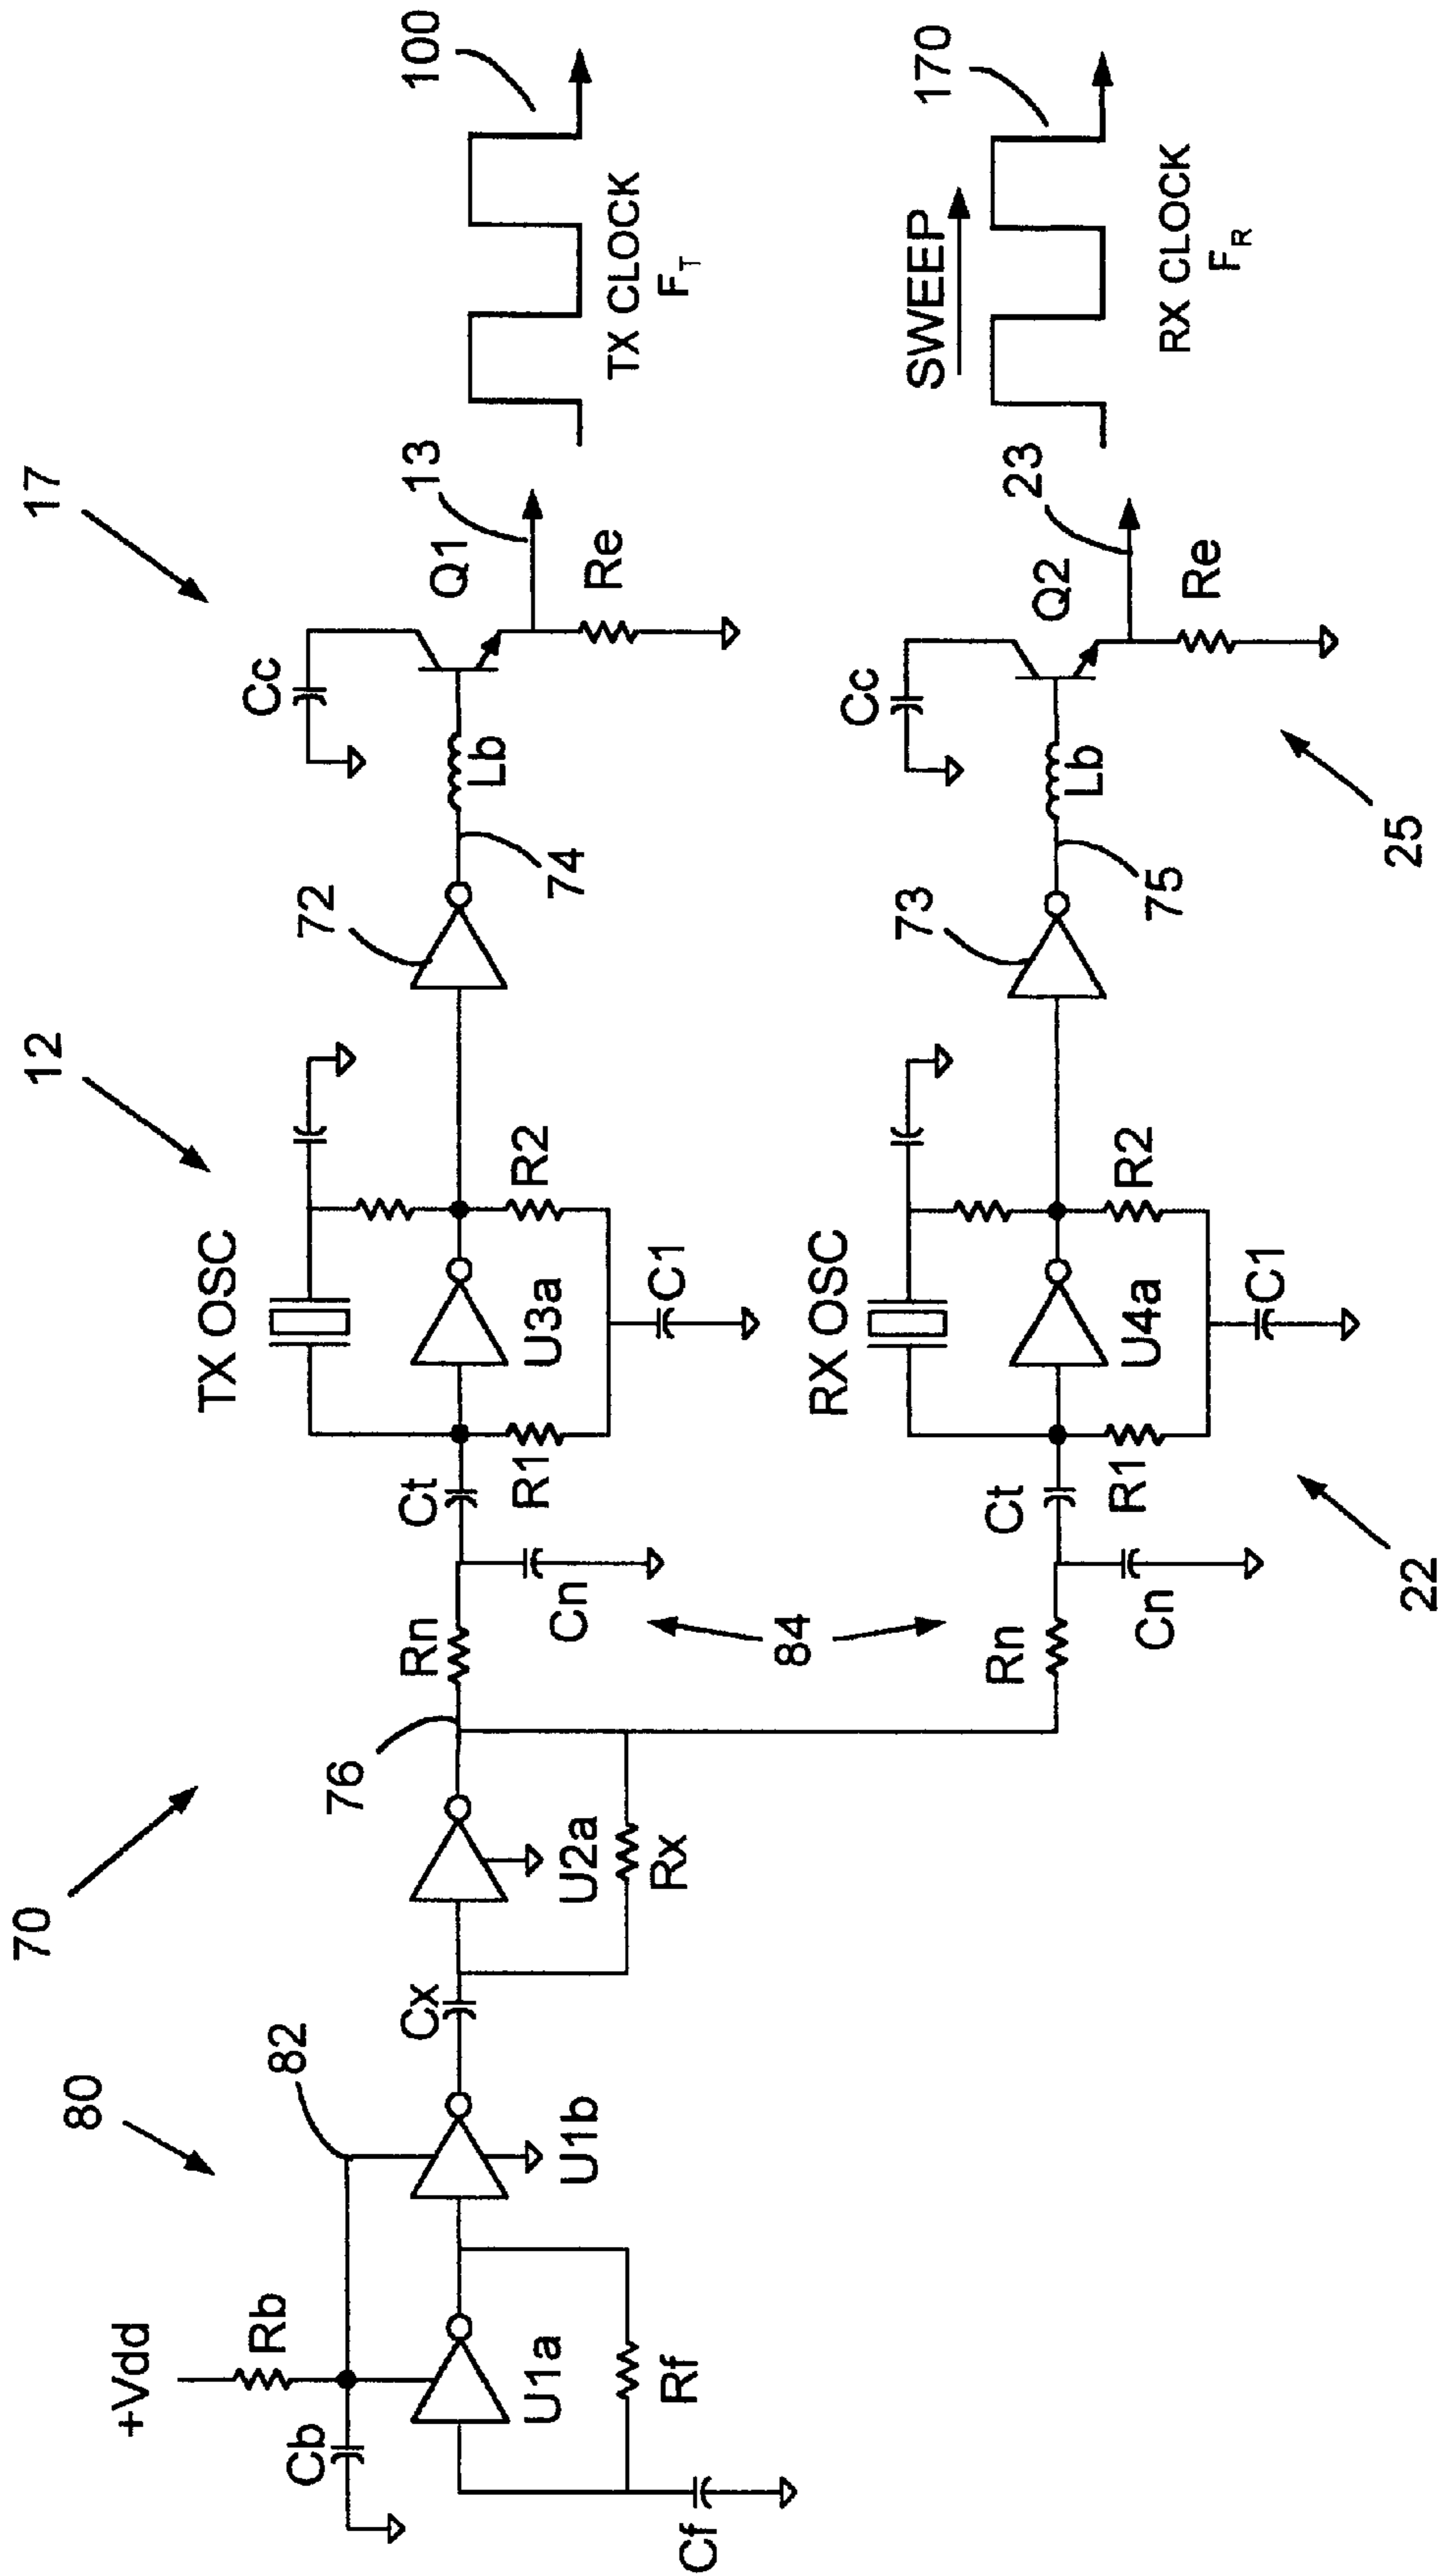 17
12
70
80
100
TX CLOCK
F_T
13
Q1
Re
Cc
Lb
74
72
TX OSC
R2
C1
U3a
R1
Ct
Cn
Rn
76
U2a
Rx
Cx
82
U1b
+Vdd
Rb
Cb
U1a
Rf
Cf
84
170
SWEEP
RX CLOCK
F_R
23
Q2
Re
Cc
Lb
75
73
25
RX OSC
R2
C1
U4a
R1
Ct
Cn
Rn
22